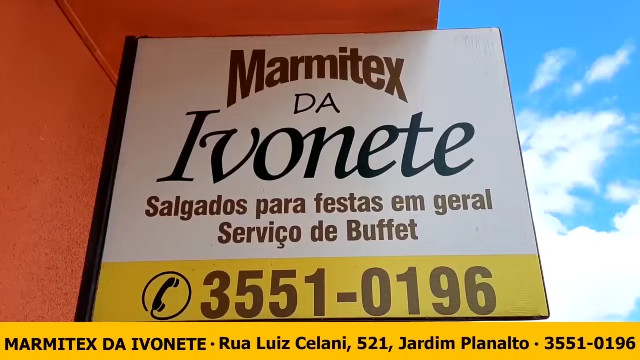 Marmitex
DA
Ivonete
Salgados para festas em geral
Serviço de Buffet
3551-0196
MARMITEX DA IVONETE · Rua Luiz Celani, 521, Jardim Planalto · 3551-0196